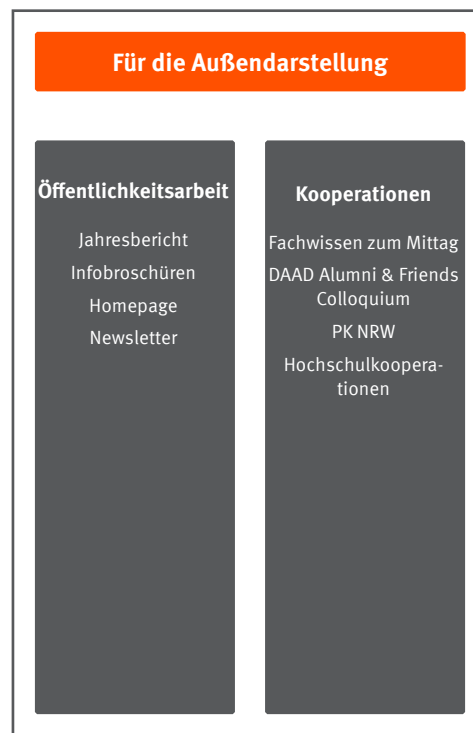 Für die Außendarstellung
Öffentlichkeitsarbeit
Jahresbericht
Infobroschüren
Homepage
Newsletter
Kooperationen
Fachwissen zum Mittag
DAAD Alumni & Friends
Colloquium
PK NRW
Hochschulkoopera-
tionen